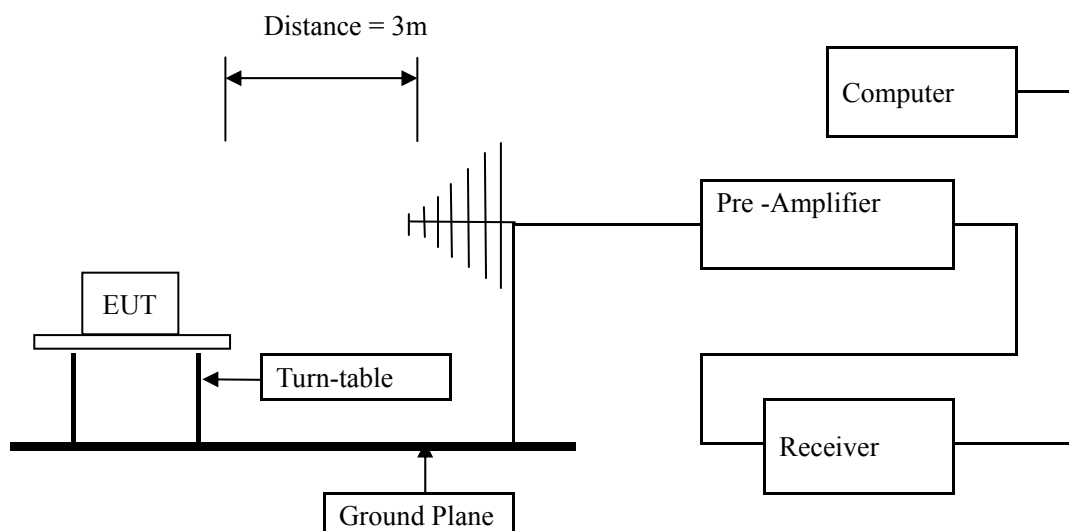 Distance = 3m
Computer
Pre -Amplifier
EUT
Turn-table
Receiver
Ground Plane